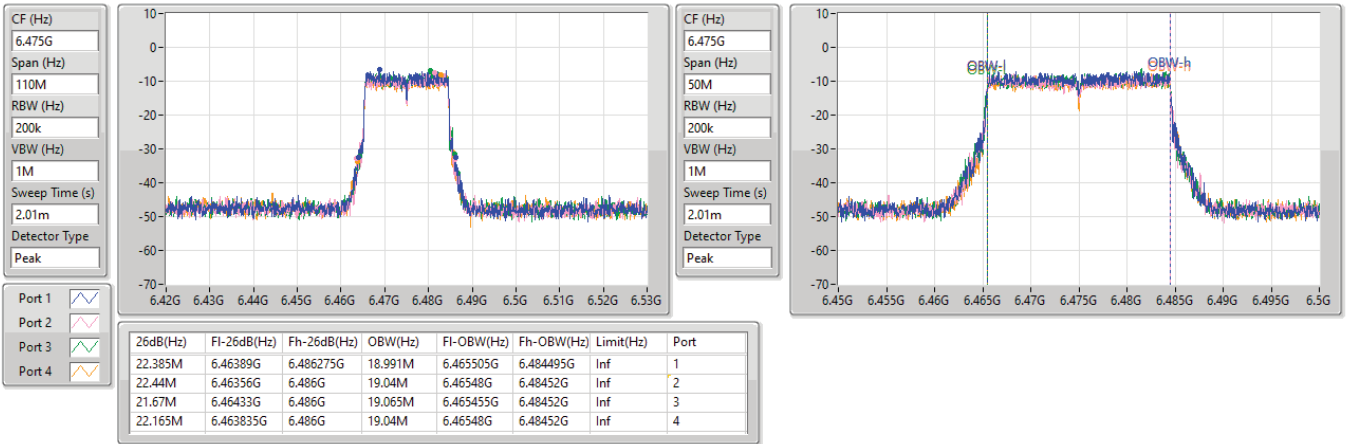 CF (Hz)
6.475G
Span (Hz)
110M
RBW (Hz)
200k
VBW (Hz)
1M
Sweep Time (s)
2.01m
Detector Type
Peak
10
0
-10
-20
-30
-40
-50
-60
-70
6.42G 6.43G 6.44G 6.45G 6.46G 6.47G 6.48G 6.49G 6.5G 6.51G 6.52G 6.53G
CF (Hz)
6.475G
Span (Hz)
50M
RBW (Hz)
200k
VBW (Hz)
1M
Sweep Time (s)
2.01m
Detector Type
Peak
10
0
-10
-20
-30
-40
-50
-60
-70
OBW-l OBW-h
6.45G 6.455G 6.46G 6.465G 6.47G 6.475G 6.48G 6.485G 6.49G 6.495G 6.5G
Port 1
Port 2
Port 3
Port 4
26dB(Hz) Fl-26dB(Hz) Fh-26dB(Hz) OBW(Hz) Fl-OBW(Hz) Fh-OBW(Hz) Limit(Hz) Port
22.385M 6.46389G 6.486275G 18.991M 6.465505G 6.484495G Inf 1
22.44M 6.46356G 6.486G 19.04M 6.46548G 6.48452G Inf 2
21.67M 6.46433G 6.486G 19.065M 6.465455G 6.48452G Inf 3
22.165M 6.463835G 6.486G 19.04M 6.46548G 6.48452G Inf 4